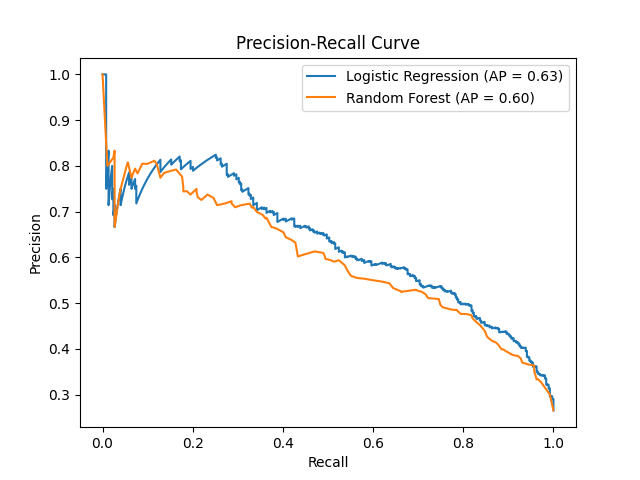 Precision-Recall Curve
Logistic Regression (AP = 0.63)
Random Forest (AP = 0.60)
1.0
0.9
0.8
0.7
0.6
0.5
0.4
0.3
Precision
0.0 0.2 0.4 0.6 0.8 1.0
Recall